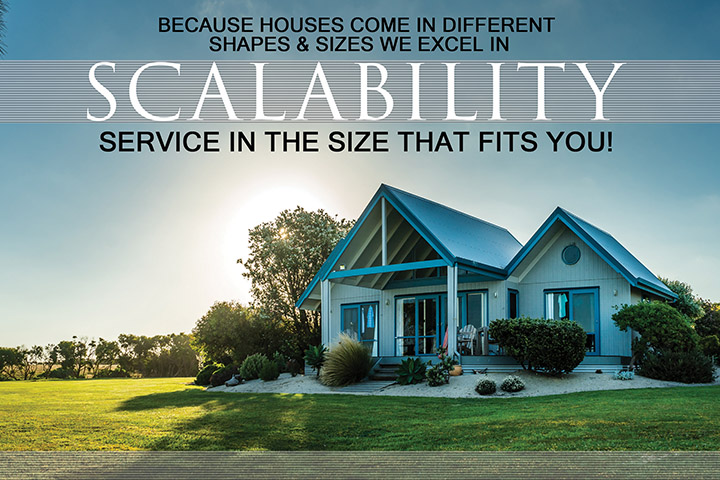 BECAUSE HOUSES COME IN DIFFERENT
SHAPES & SIZES WE EXCEL IN
SCALABILITY
SERVICE IN THE SIZE THAT FITS YOU!